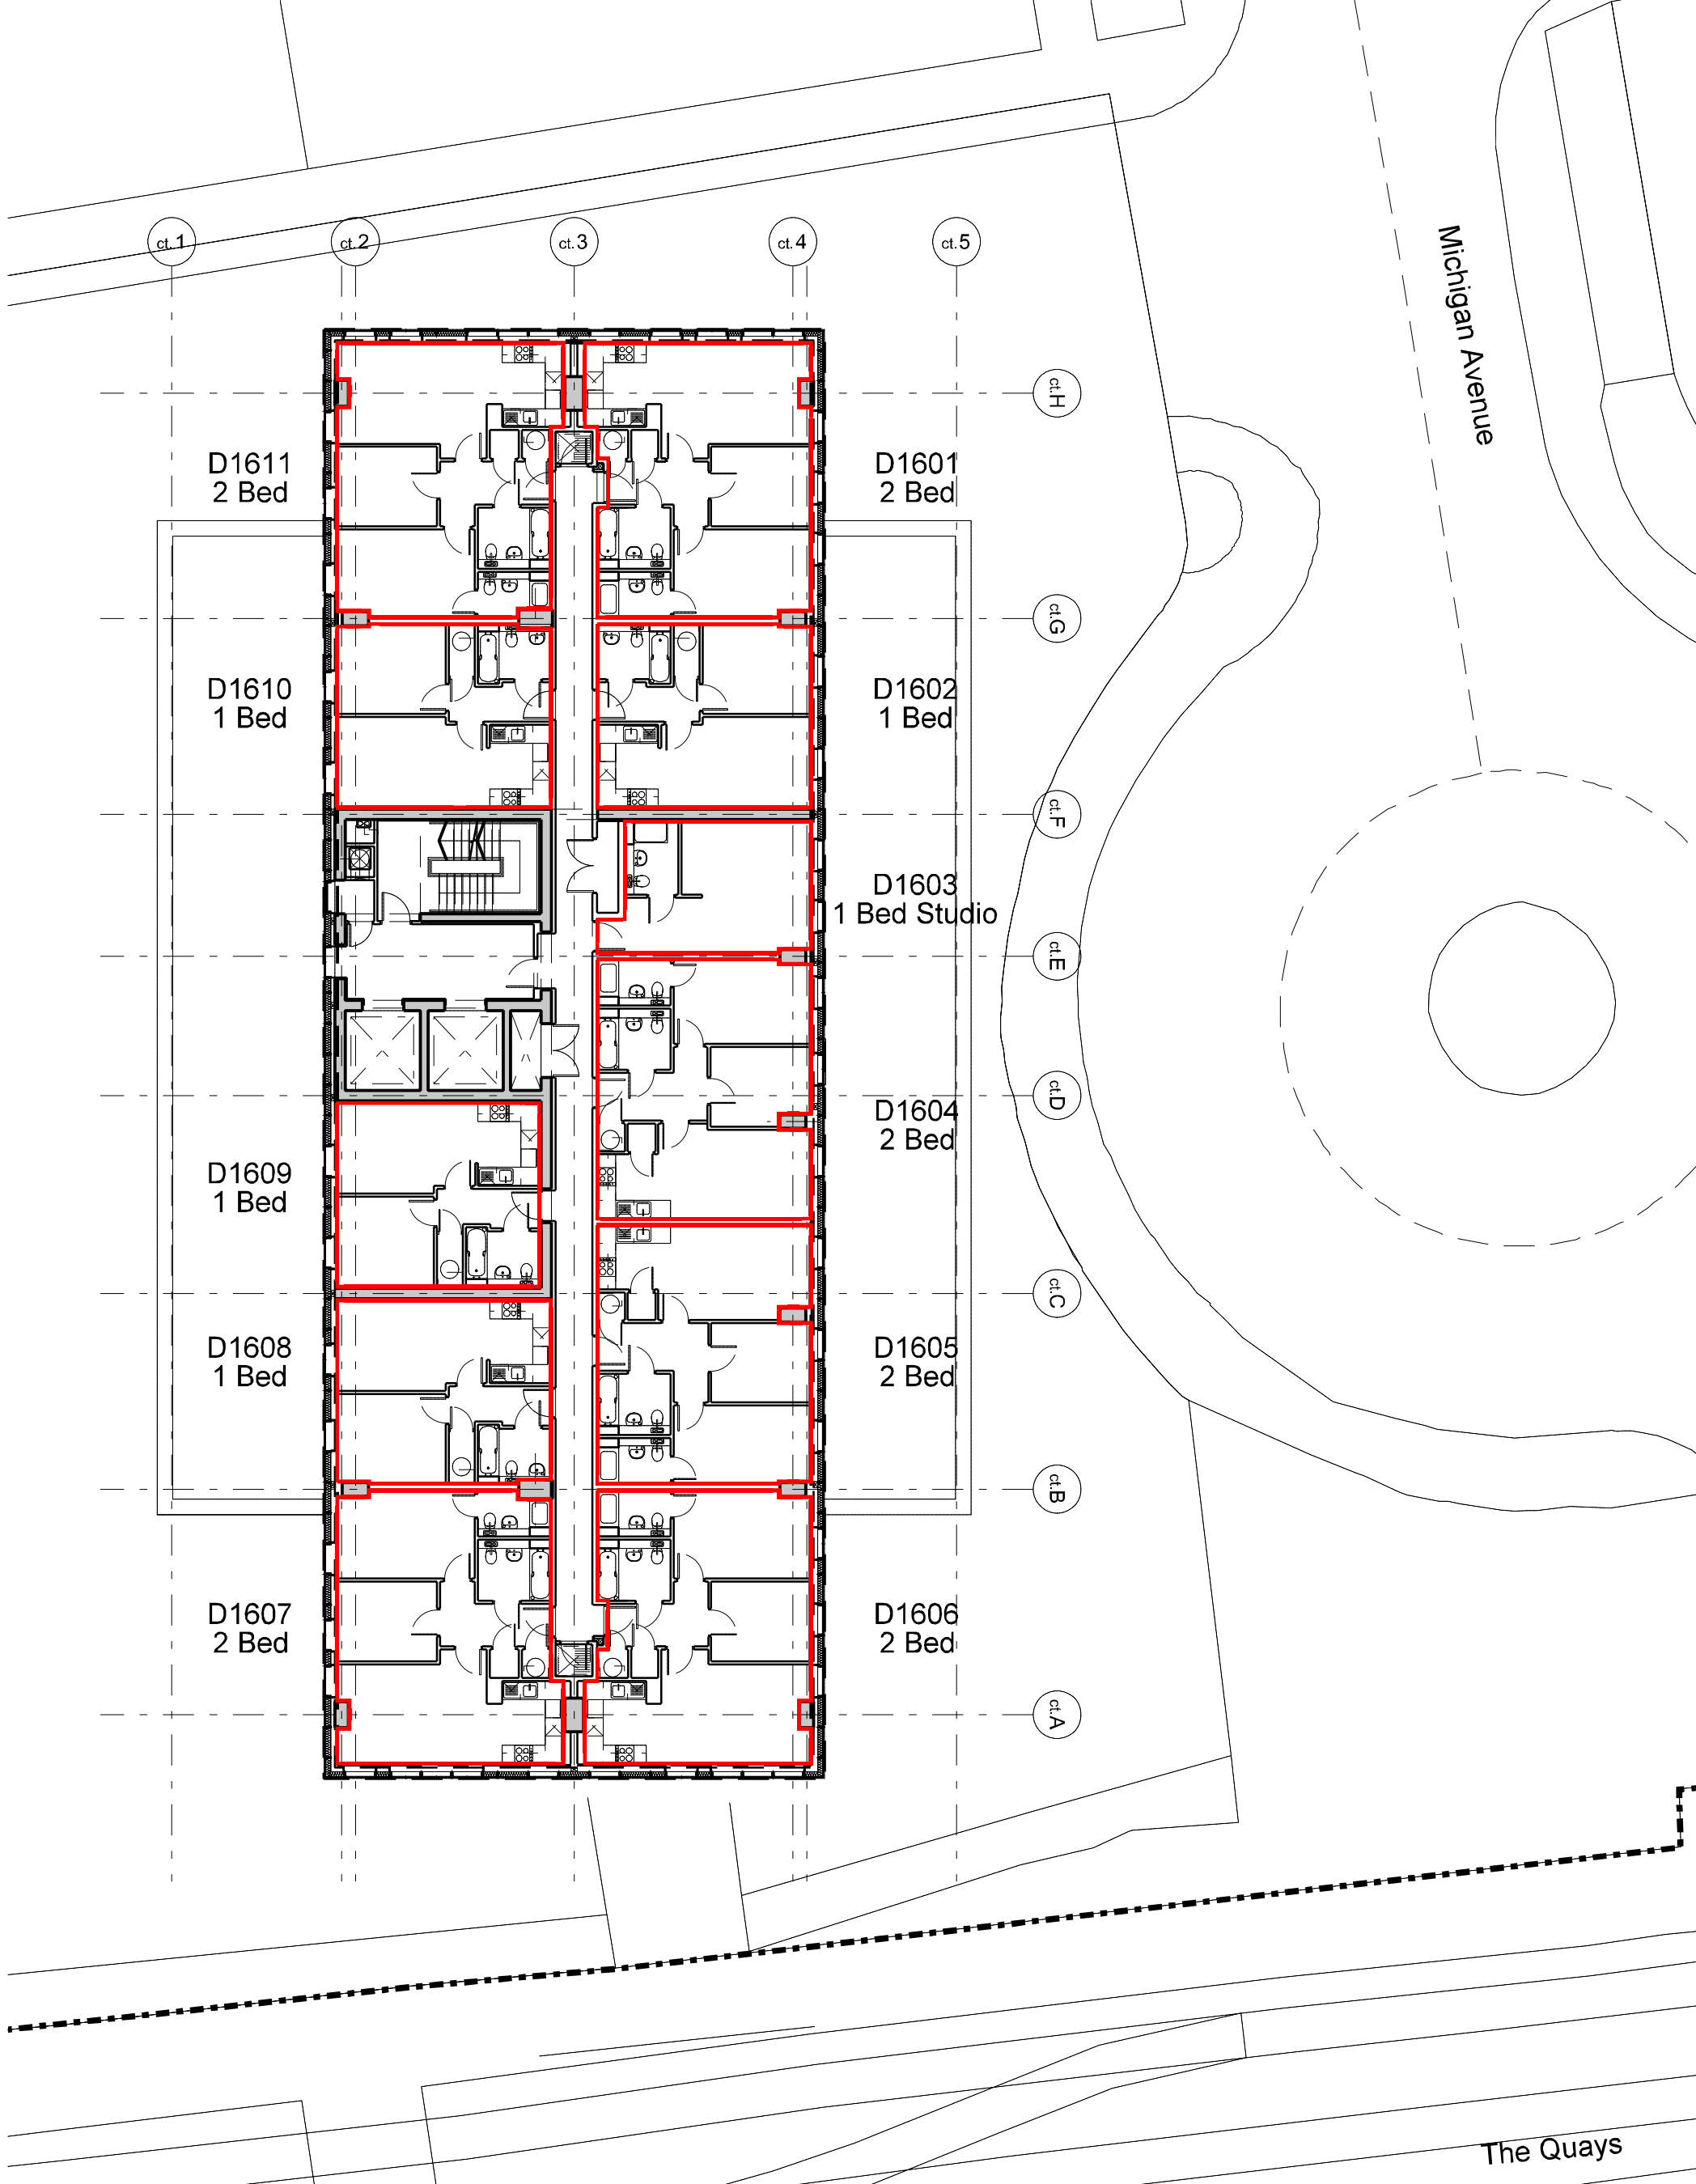 ct.1
ct.2
ct.3
ct.4
ct.5
Michigan Avenue
ct.H
D1611
2 Bed
D1601
2 Bed
ct.G
D1610
1 Bed
D1602
1 Bed
ct.F
D1603
1 Bed Studio
ct.E
ct.D
D1604
2 Bed
D1609
1 Bed
ct.C
D1608
1 Bed
D1605
2 Bed
ct.B
D1607
2 Bed
D1606
2 Bed
ct.A
The Quays